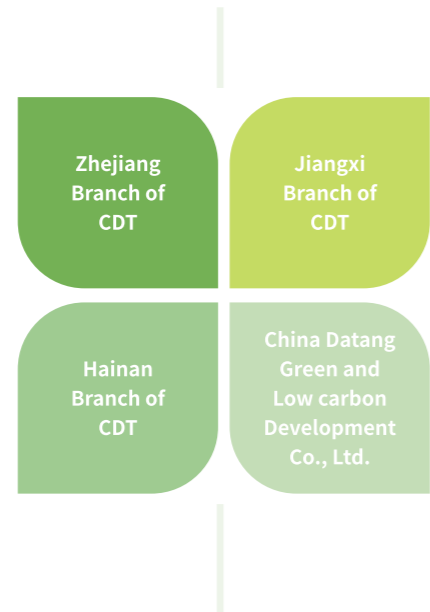 Zhejiang
Branch of
CDT
Jiangxi
Branch of
CDT
Hainan
Branch of
CDT
China Datang
Green and
Low carbon
Development
Co., Ltd.